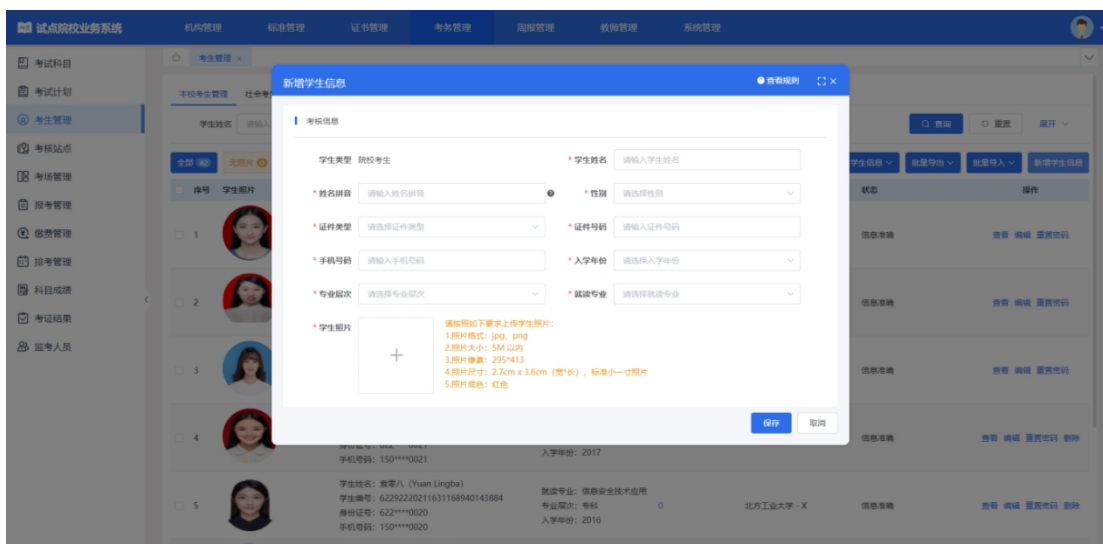 试点院校业务系统
机构管理 标准管理 证书管理 考务管理 周报管理 教师管理 系统管理
考试科目
考试计划
考生管理
考核站点
考场管理
报考管理
缴费管理
排考管理
科目成绩
考证结果
监考人员
考生管理 ×
本校考生管理 社会考
学生姓名 请输入
查询 重置 展开
全部 42 无照片 0
学生信息 批量导出 批量导入 新增学生信息
序号 学生照片 状态 操作
1 信息准确 查看 编辑 重置密码
2 信息准确 查看 编辑 重置密码
3 信息准确 查看 编辑 重置密码
4 信息准确 查看 编辑 重置密码 删除
手机号码:150****0021
入学年份:2017
5
学生姓名:袁零八 (Yuan Lingba)
学生编号:62292220211631168940143884
身份证号:622****0020
手机号码:150****0020
就读专业:信息安全技术应用
专业层次:专科
入学年份:2016
0
北方工业大学 - X
信息准确
查看 编辑 重置密码 删除
新增学生信息
查看规则
考核信息
学生类型 院校考生
* 学生姓名 请输入学生姓名
* 姓名拼音 请输入姓名拼音
* 性别 请选择性别
* 证件类型 请选择证件类型
* 证件号码 请输入证件号码
* 手机号码 请输入手机号码
* 入学年份 请选择入学年份
* 专业层次 请选择专业层次
* 就读专业 请选择就读专业
* 学生照片
请按照如下要求上传学生照片:
1.照片格式:jpg、png
2.照片大小:5M 以内
3.照片像素:295*413
4.照片尺寸:2.7cm x 3.8cm(宽*长),标准小一寸照片
5.照片底色:红色
保存 取消